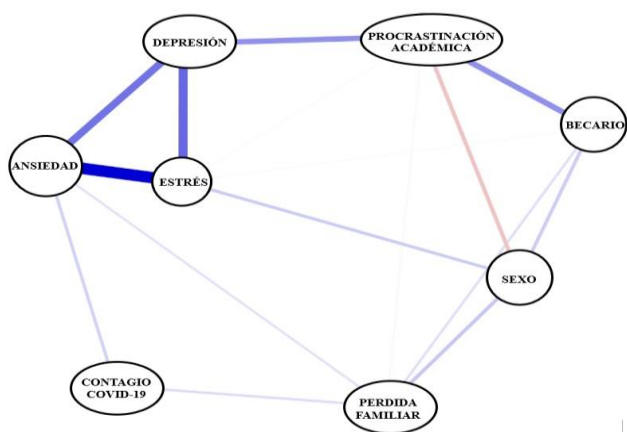 DEPRESIÓN
PROCRASTINACIÓN
ACADÉMICA
BECARIO
ANSIEDAD
ESTRÉS
SEXO
CONTAGIO
COVID-19
PERDIDA
FAMILIAR